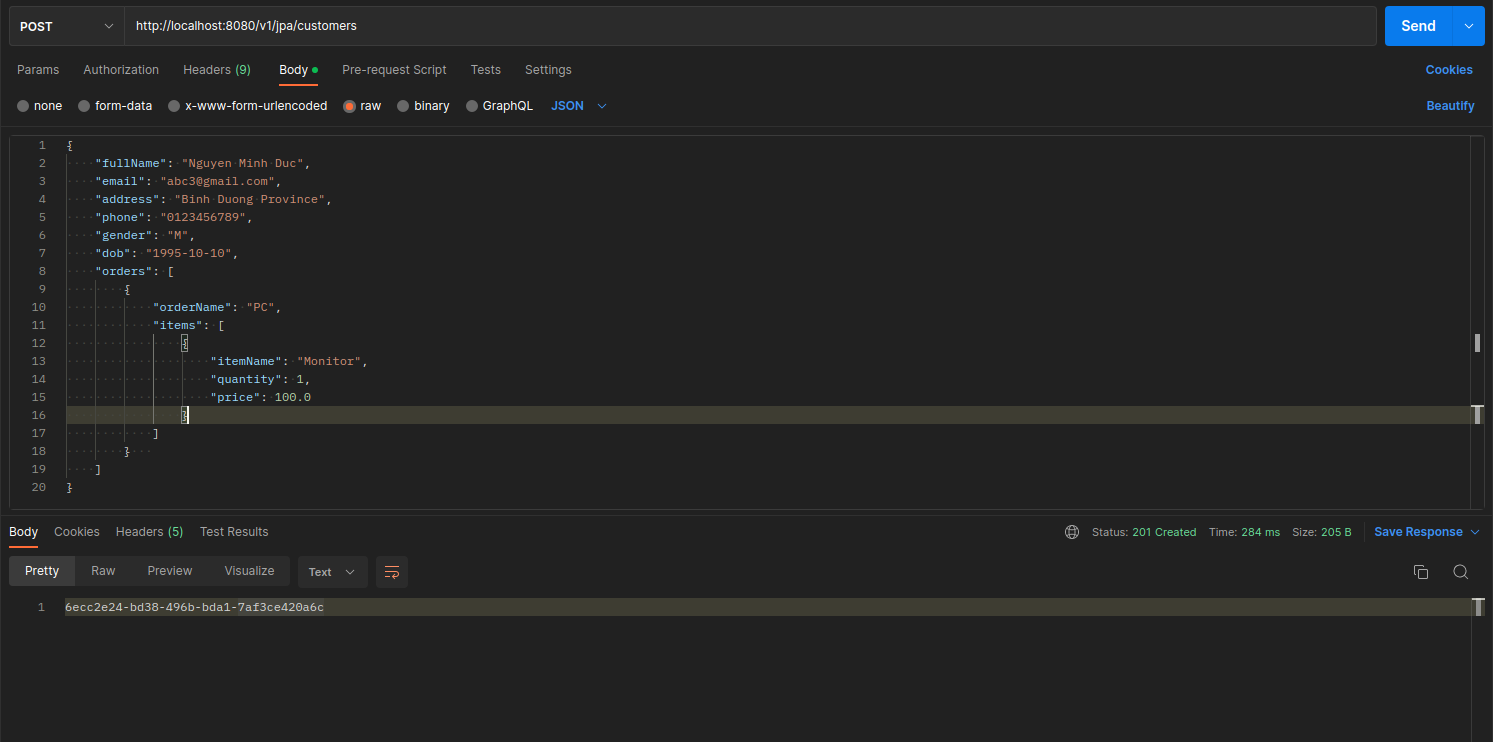 POST http://localhost:8080/v1/jpa/customers Send
Params Authorization Headers (9) Body Pre-request Script Tests Settings Cookies
none form-data x-www-form-urlencoded raw binary GraphQL JSON Beautify
1 {
2 "fullName": "Nguyen Minh Duc",
3 "email": "abc3@gmail.com",
4 "address": "Binh Duong Province",
5 "phone": "0123456789",
6 "gender": "M",
7 "dob": "1995-10-10",
8 "orders": [
9 {
10 "orderName": "PC",
11 "items": [
12 {
13 "itemName": "Monitor",
14 "quantity": 1,
15 "price": 100.0
16 }
17 ]
18 }
19 ]
20 }
Body Cookies Headers (5) Test Results Status: 201 Created Time: 284 ms Size: 205 B Save Response
Pretty Raw Preview Visualize Text
1 6ecc2e24-bd38-496b-bda1-7af3ce420a6c